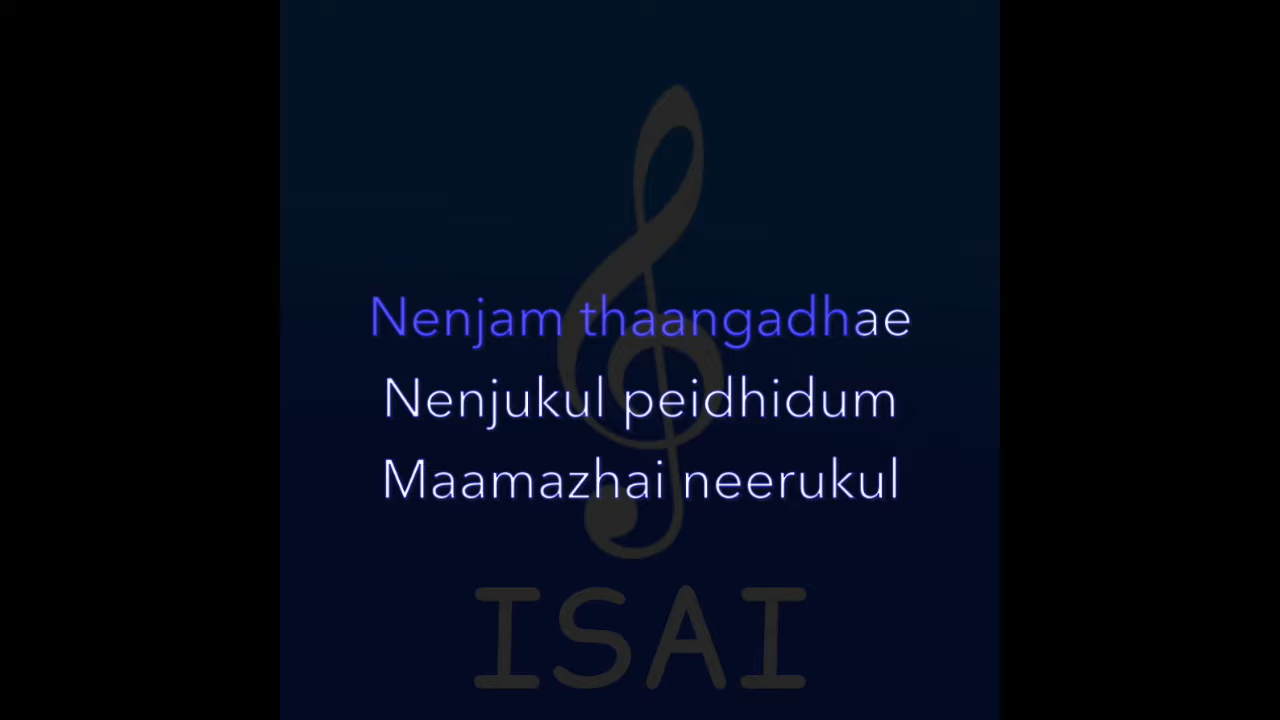 Nenjam thaangadhae
Nenjukul peidhidum
Maamazhai neerukul
ISAI